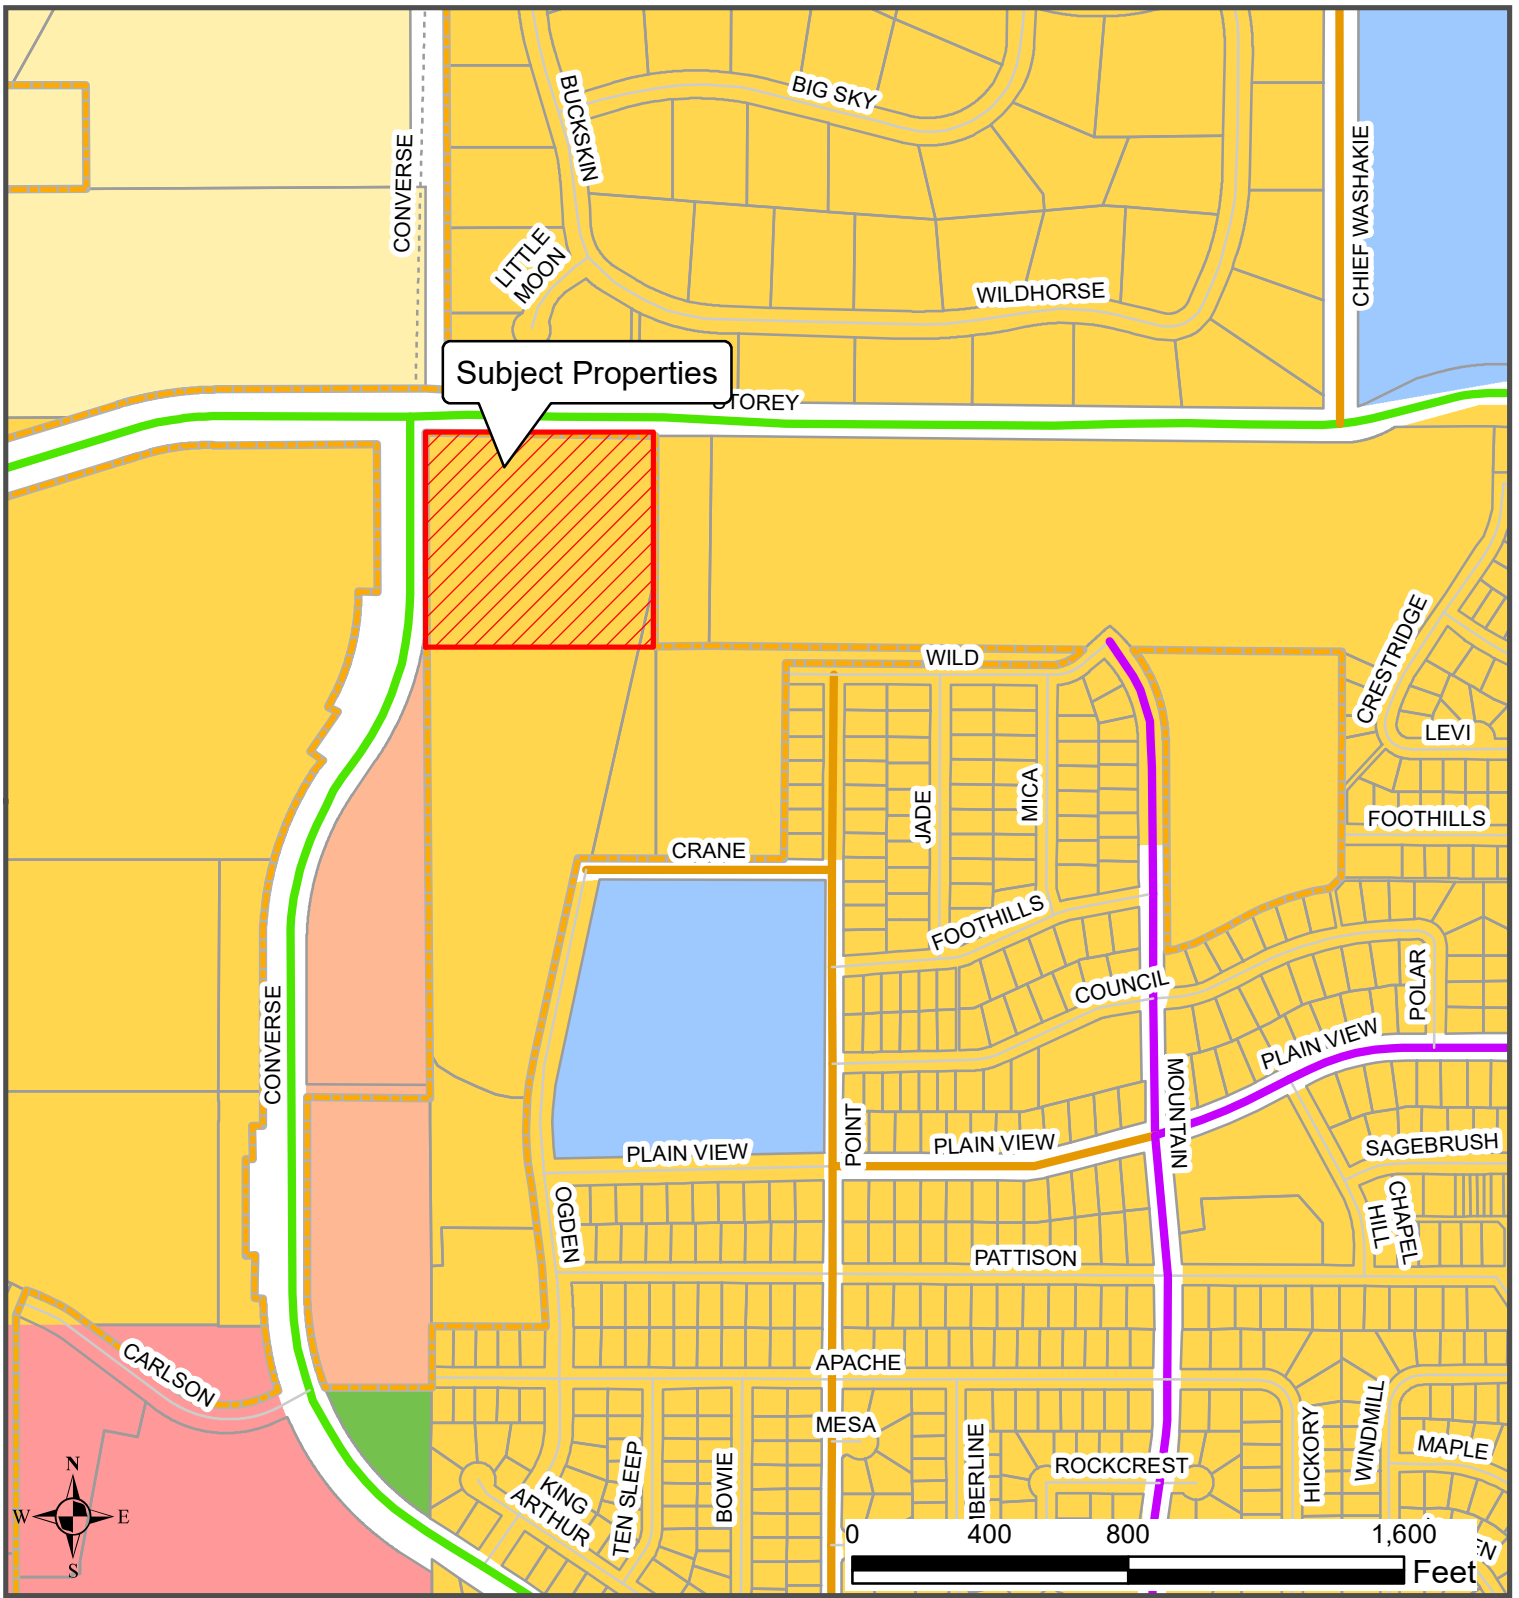 BIG SKY
BUCKSKIN
CONVERSE
CHIEF WASHAKIE
LITTLE
MOON
WILDHORSE
Subject Properties
STOREY
WILD
CRESTRIDGE
LEVI
JADE
MICA
FOOTHILLS
CRANE
FOOTHILLS
COUNCIL
POLAR
CONVERSE
PLAIN VIEW
MOUNTAIN
POINT
PLAIN VIEW
PLAIN VIEW
SAGEBRUSH
OGDEN
CHAPEL
HILL
PATTISON
CARLSON
APACHE
MESA
HICKORY
WINDMILL
MAPLE
TEN SLEEP
BOWIE
IBERLINE
ROCKCREST
KING
ARTHUR
N
W E
S
0 400 800 1,600
Feet
EN